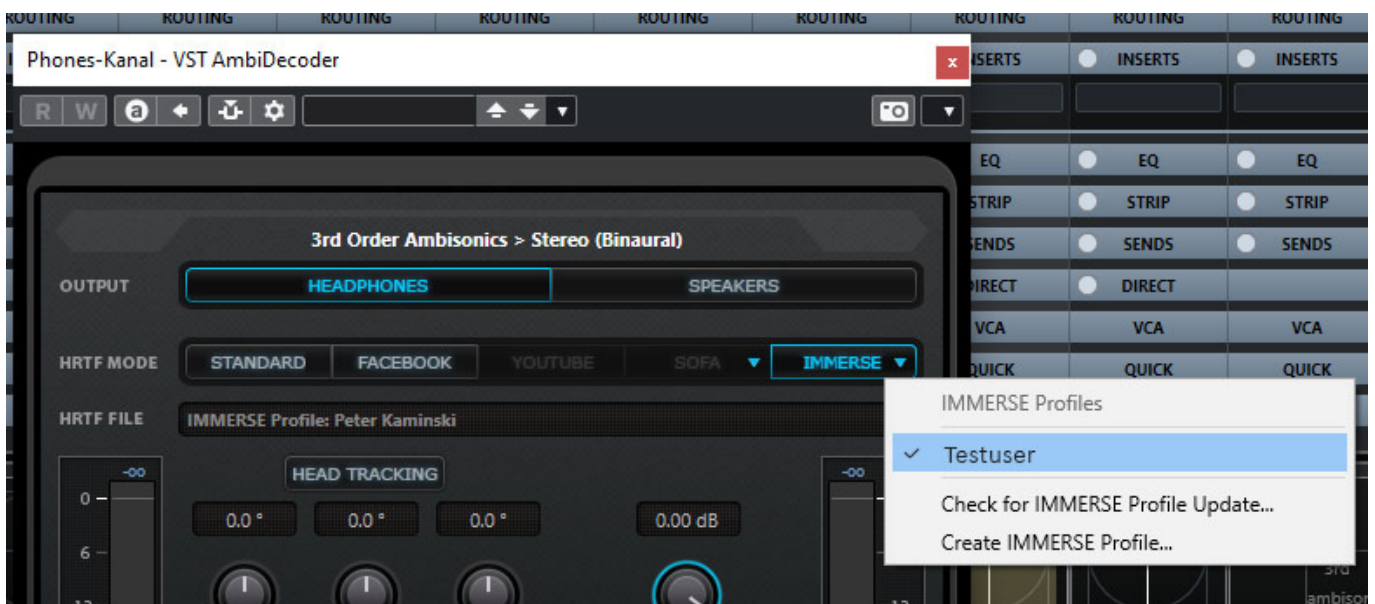 ROUTING ROUTING ROUTING ROUTING ROUTING ROUTING ROUTING ROUTING ROUTING
Phones-Kanal - VST AmbiDecoder x
INSERTS INSERTS INSERTS
R W a
EQ EQ EQ
STRIP STRIP STRIP
3rd Order Ambisonics > Stereo (Binaural)
SENDS SENDS SENDS
OUTPUT HEADPHONES SPEAKERS
DIRECT DIRECT
VCA VCA VCA
HRTF MODE STANDARD FACEBOOK YOUTUBE SOFA IMMERSE
QUICK QUICK QUICK
IMMERSE Profiles
HRTF FILE IMMERSE Profile: Peter Kaminski
Testuser
-oo HEAD TRACKING -oo
0
Check for IMMERSE Profile Update...
0.0 ° 0.0 ° 0.0 ° 0.00 dB
Create IMMERSE Profile...
6
3rd
12 12
ambison